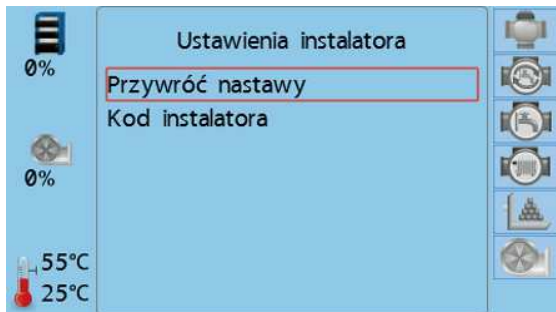 Ustawienia instalatora
0%
Przywróć nastawy
Kod instalatora
0%
55°C
25°C